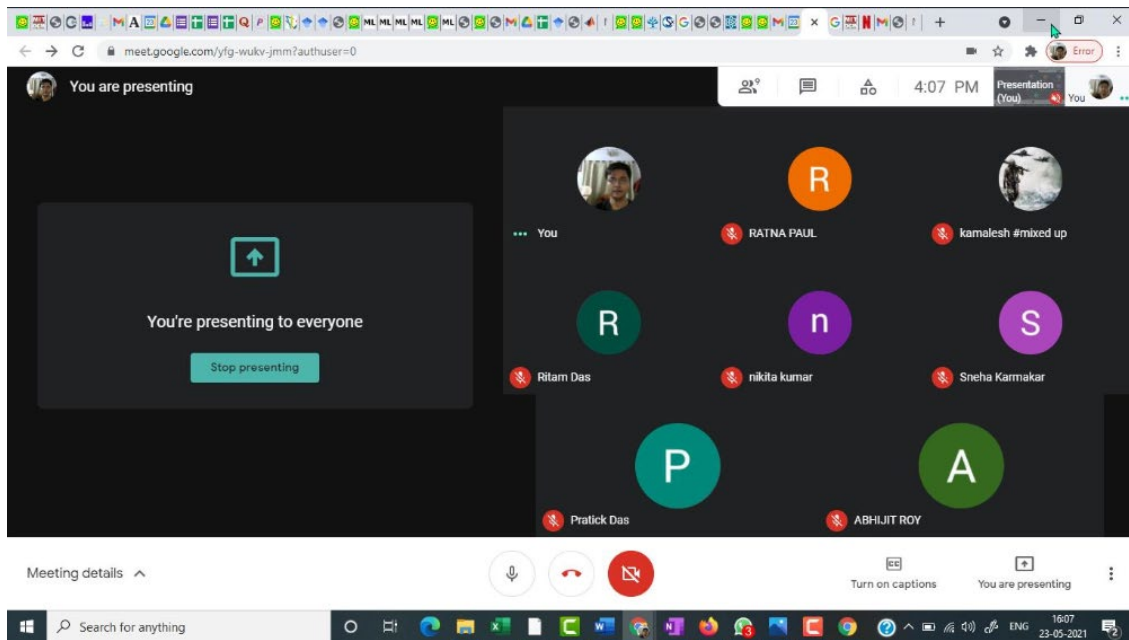 meet.google.com/yfg-wukv-jmm?authuser=0
Error
You are presenting
4:07 PM
Presentation
(You)
You
You're presenting to everyone
Stop presenting
You
R
RATNA PAUL
kamalesh #mixed up
R
Ritam Das
n
nikita kumar
S
Sneha Karmakar
P
Pratick Das
A
ABHIJIT ROY
Meeting details
Turn on captions
You are presenting
Search for anything
ENG
16:07
23-05-2021